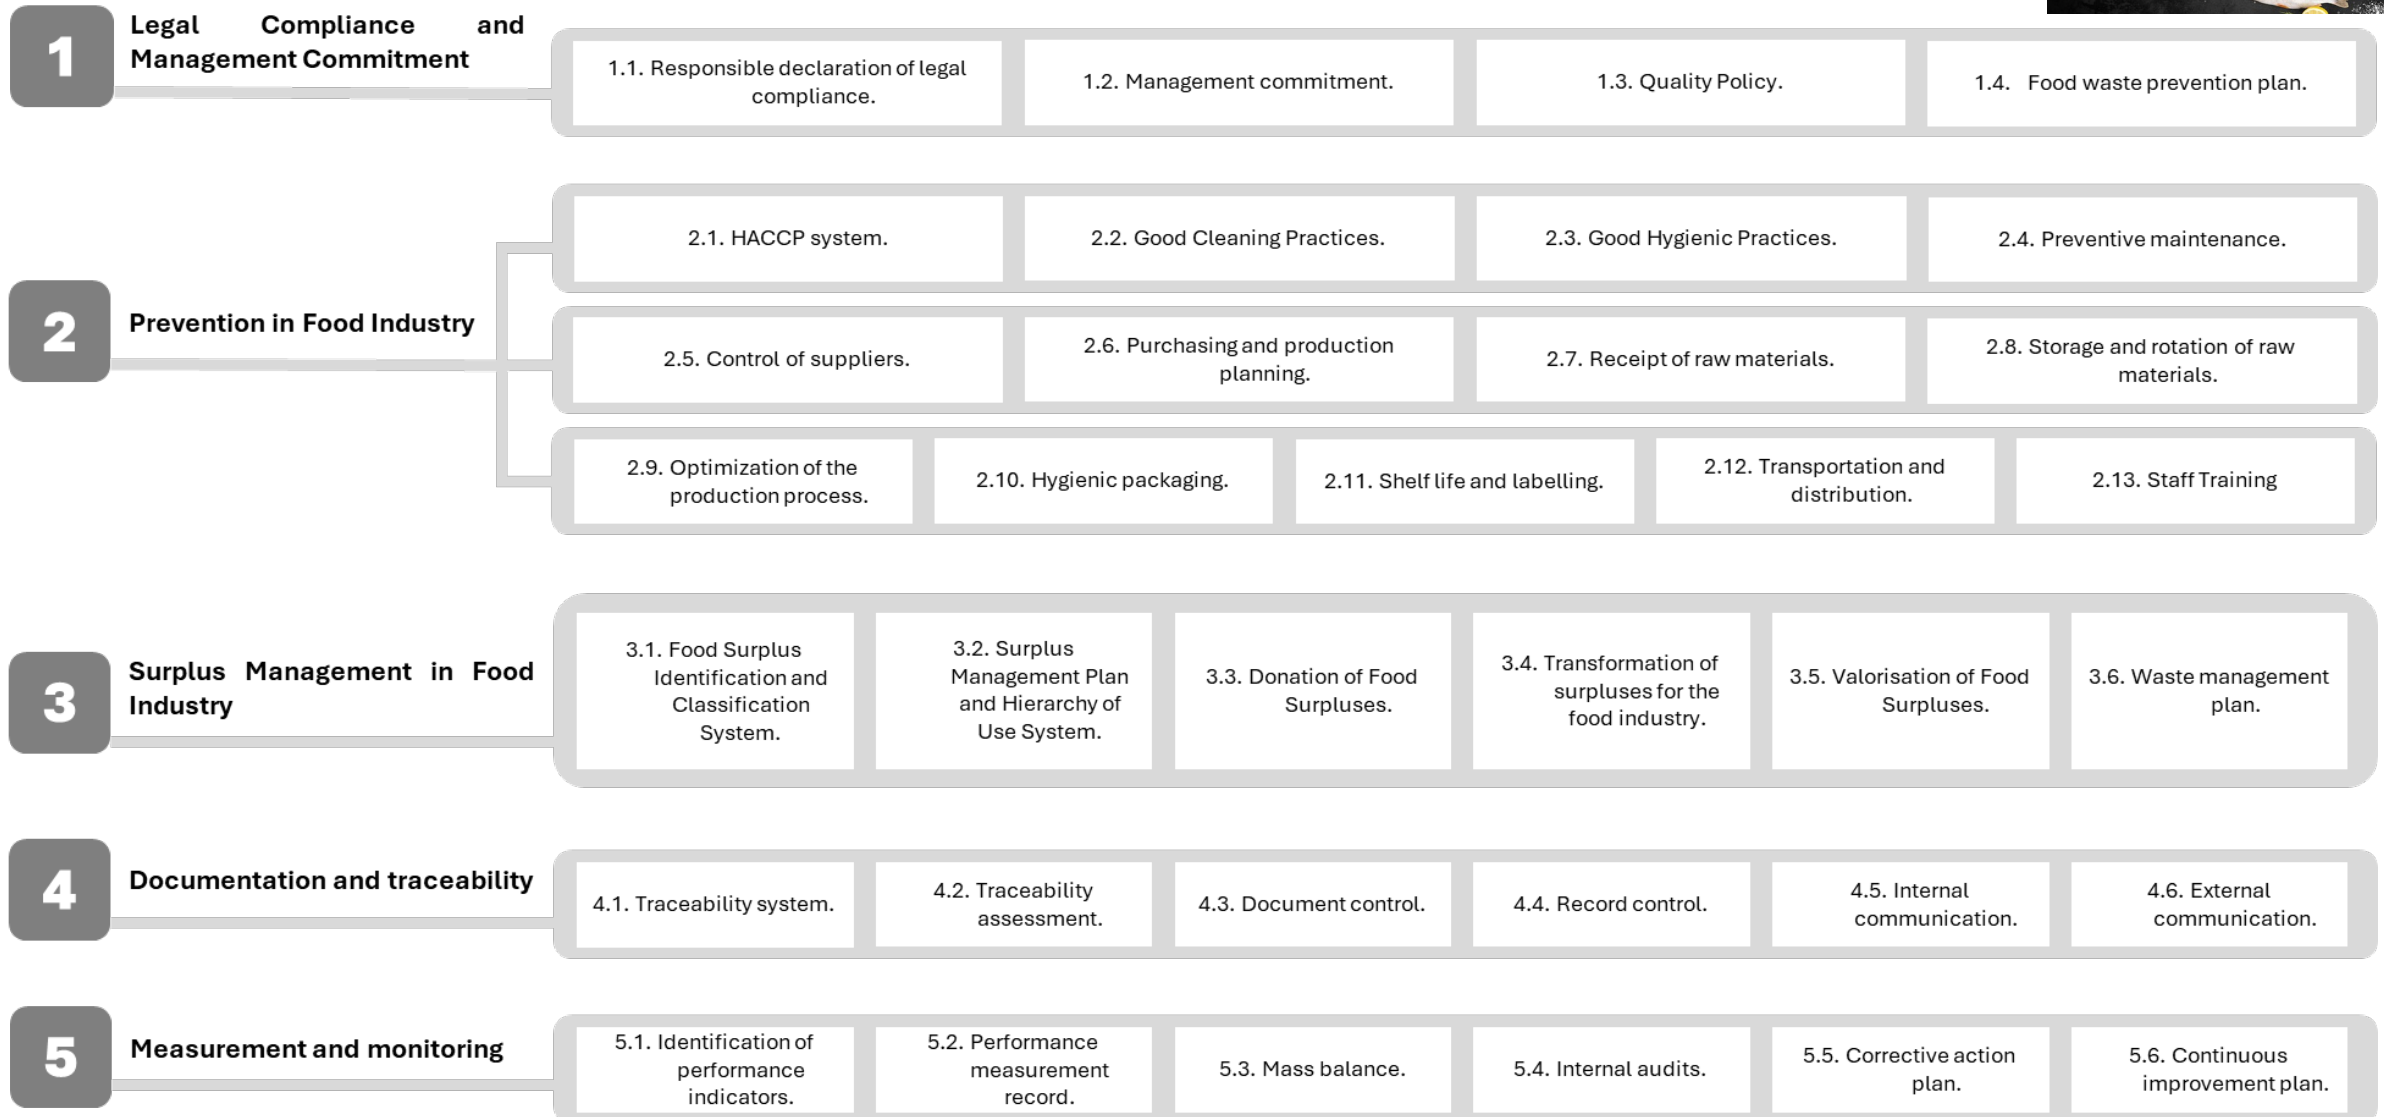 1
Legal Compliance and
Management Commitment
1.1. Responsible declaration of legal
compliance.
1.2. Management commitment.
1.3. Quality Policy.
1.4. Food waste prevention plan.
2
Prevention in Food Industry
2.1. HACCP system.
2.2. Good Cleaning Practices.
2.3. Good Hygienic Practices.
2.4. Preventive maintenance.
2.5. Control of suppliers.
2.6. Purchasing and production
planning.
2.7. Receipt of raw materials.
2.8. Storage and rotation of raw
materials.
2.9. Optimization of the
production process.
2.10. Hygienic packaging.
2.11. Shelf life and labelling.
2.12. Transportation and
distribution.
2.13. Staff Training
3
Surplus Management in Food
Industry
3.1. Food Surplus
Identification and
Classification
System.
3.2. Surplus
Management Plan
and Hierarchy of
Use System.
3.3. Donation of Food
Surpluses.
3.4. Transformation of
surpluses for the
food industry.
3.5. Valorisation of Food
Surpluses.
3.6. Waste management
plan.
4
Documentation and traceability
4.1. Traceability system.
4.2. Traceability
assessment.
4.3. Document control.
4.4. Record control.
4.5. Internal
communication.
4.6. External
communication.
5
Measurement and monitoring
5.1. Identification of
performance
indicators.
5.2. Performance
measurement
record.
5.3. Mass balance.
5.4. Internal audits.
5.5. Corrective action
plan.
5.6. Continuous
improvement plan.